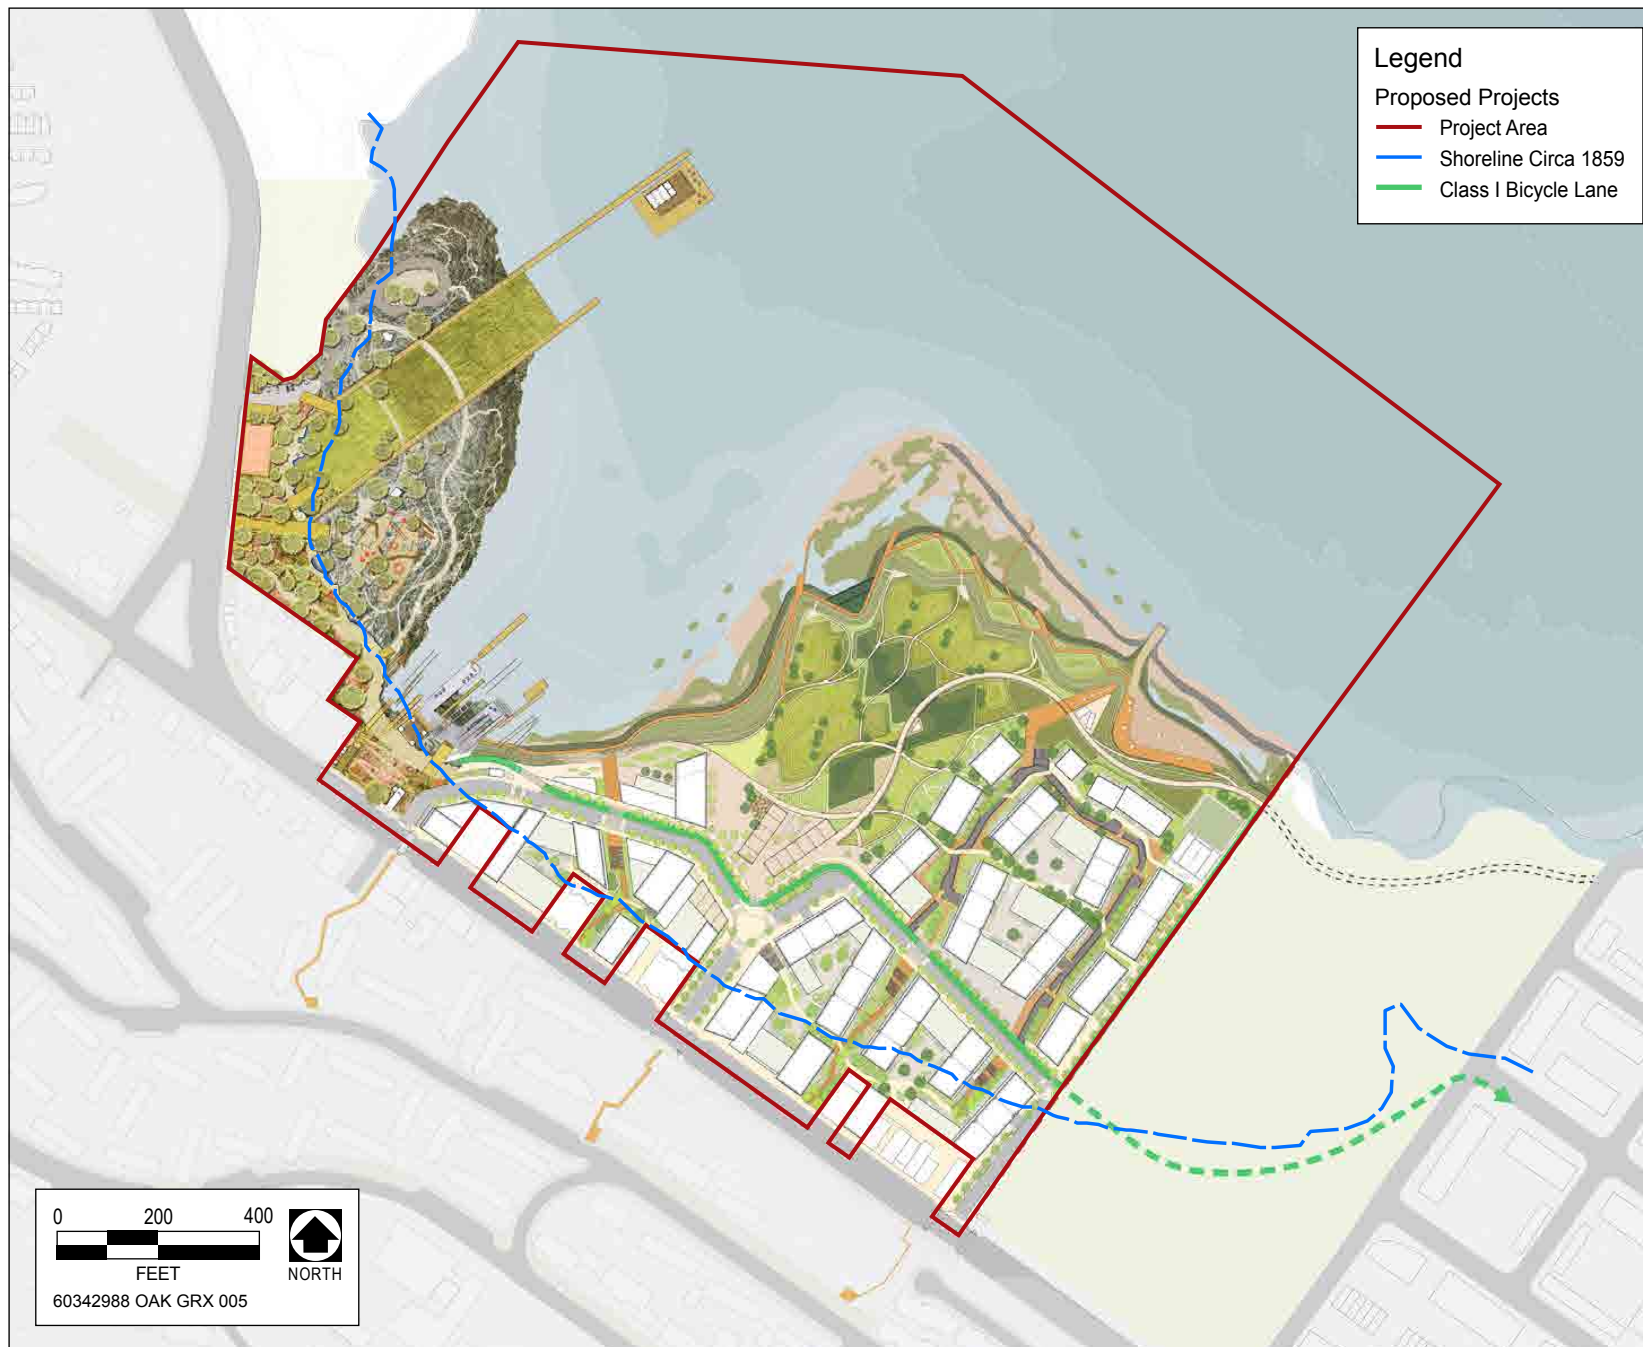 Legend
Proposed Projects
Project Area
Shoreline Circa 1859
Class I Bicycle Lane
0 200 400
FEET
NORTH
60342988 OAK GRX 005